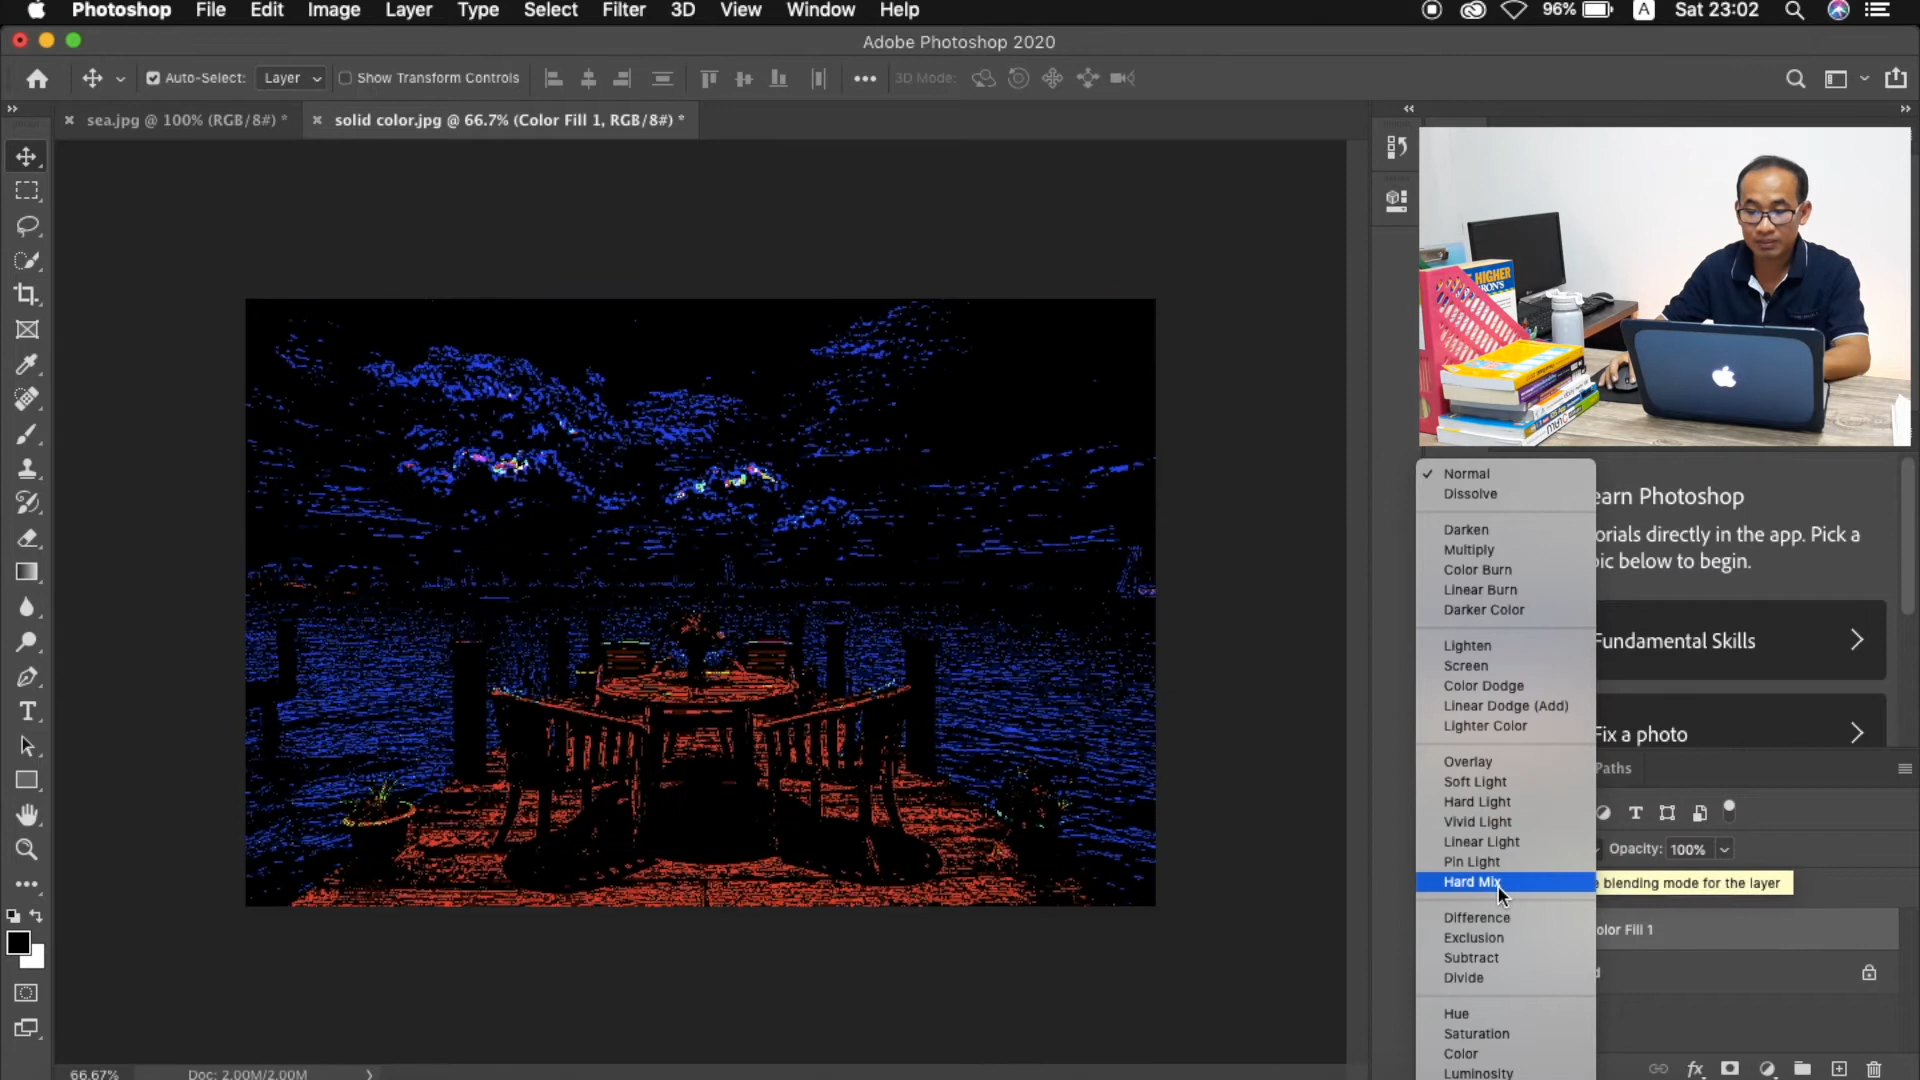 Photoshop File Edit Image Layer Type Select Filter 3D View Window Help 96% A Sat 23:02
Adobe Photoshop 2020
Auto-Select: Layer Show Transform Controls 3D Mode:
sea.jpg @ 100% (RGB/8#) * solid color.jpg @ 66.7% (Color Fill 1, RGB/8#) *
HIGHER
Normal
Dissolve
Darken
Multiply
Color Burn
Linear Burn
Darker Color
Lighten
Screen
Color Dodge
Linear Dodge (Add)
Lighter Color
Overlay
Soft Light
Hard Light
Vivid Light
Linear Light
Pin Light
Hard Mix
Difference
Exclusion
Subtract
Divide
Hue
Saturation
Color
Luminosity
earn Photoshop
orials directly in the app. Pick a
pic below to begin.
Fundamental Skills
Fix a photo
Paths
Opacity: 100%
e blending mode for the layer
olor Fill 1
d
66.67% Doc: 2.00M/2.00M